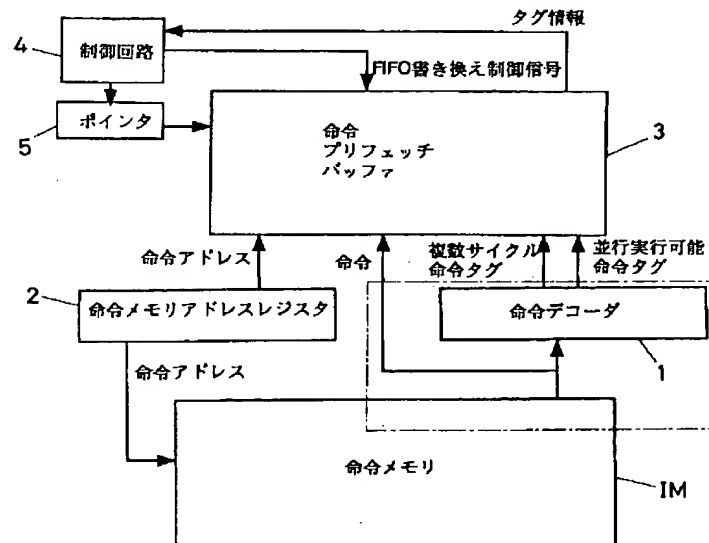 タグ情報
4
制御回路
FIFO書き換え制御信号
5
ポインタ
命令
プリフェッチ
バッファ
3
命令アドレス
命令
複数サイクル
命令タグ
並行実行可能
命令タグ
2
命令メモリアドレスレジスタ
命令デコーダ
1
命令アドレス
命令メモリ
IM